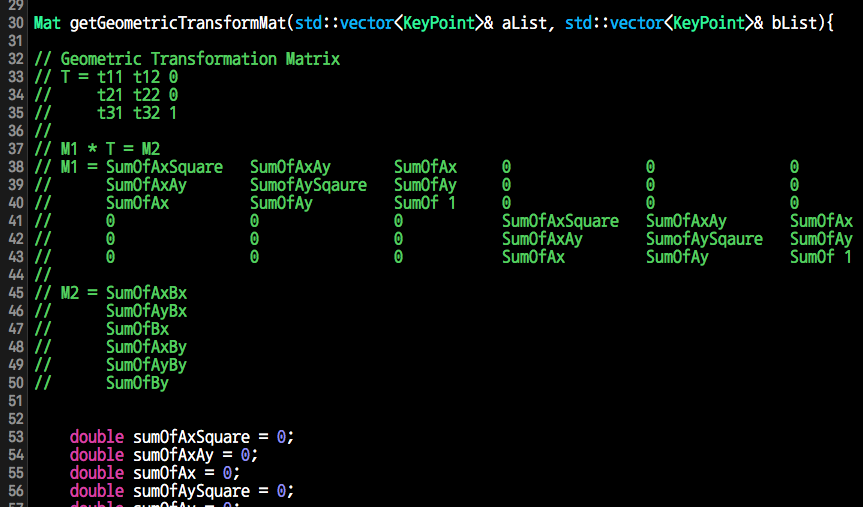 29
30 Mat getGeometricTransformMat(std::vector<KeyPoint>& aList, std::vector<KeyPoint>& bList){
31
32 // Geometric Transformation Matrix
33 // T = t11 t12 0
34 //     t21 t22 0
35 //     t31 t32 1
36 //
37 // M1 * T = M2
38 // M1 = SumOfAxSquare   SumOfAxAy       SumOfAx     0               0               0
39 //      SumOfAxAy       SumofAySqaure   SumOfAy     0               0               0
40 //      SumOfAx         SumOfAy         SumOf 1     0               0               0
41 //      0               0               0           SumOfAxSquare   SumOfAxAy       SumOfAx
42 //      0               0               0           SumOfAxAy       SumofAySqaure   SumOfAy
43 //      0               0               0           SumOfAx         SumOfAy         SumOf 1
44 //
45 // M2 = SumOfAxBx
46 //      SumOfAyBx
47 //      SumOfBx
48 //      SumOfAxBy
49 //      SumOfAyBy
50 //      SumOfBy
51
52
53     double sumOfAxSquare = 0;
54     double sumOfAxAy = 0;
55     double sumOfAx = 0;
56     double sumOfAySquare = 0;
57     double sumOfAy = 0;